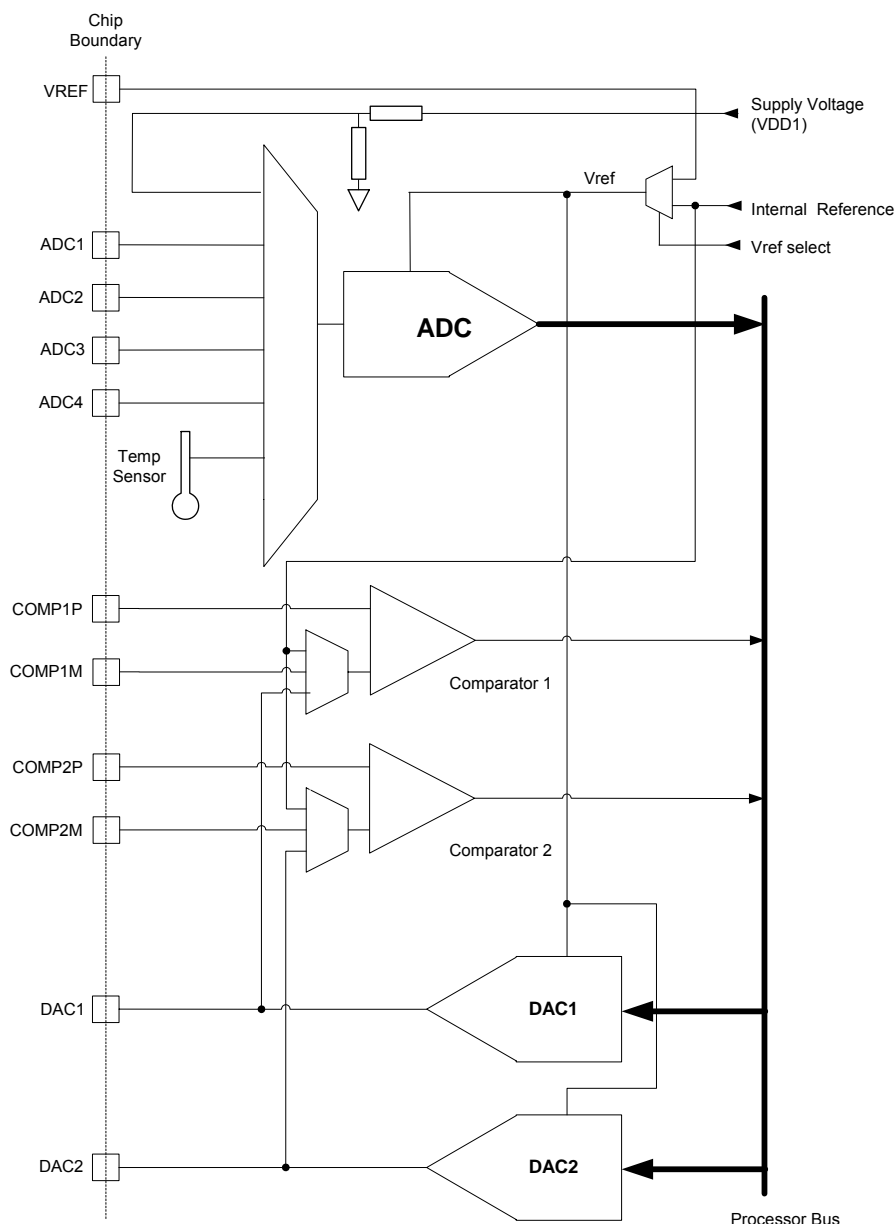 Chip
Boundary
VREF
Supply Voltage
(VDD1)
Vref
Internal Reference
Vref select
ADC1
ADC2
ADC
ADC3
ADC4
Temp
Sensor
COMP1P
COMP1M
Comparator 1
COMP2P
COMP2M
Comparator 2
DAC1
DAC1
DAC2
DAC2
Processor Bus